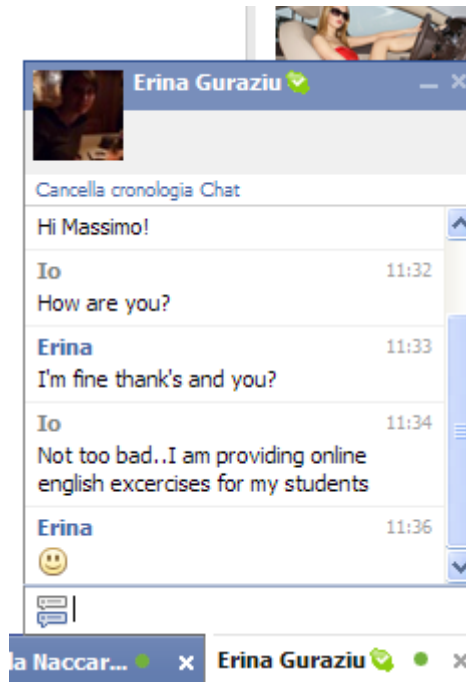 Erina Guraziu
Cancella cronologia Chat
Hi Massimo!
Io 11:32
How are you?
Erina 11:33
I'm fine thank's and you?
Io 11:34
Not too bad..I am providing online
english excercises for my students
Erina 11:36
la Naccar... Erina Guraziu